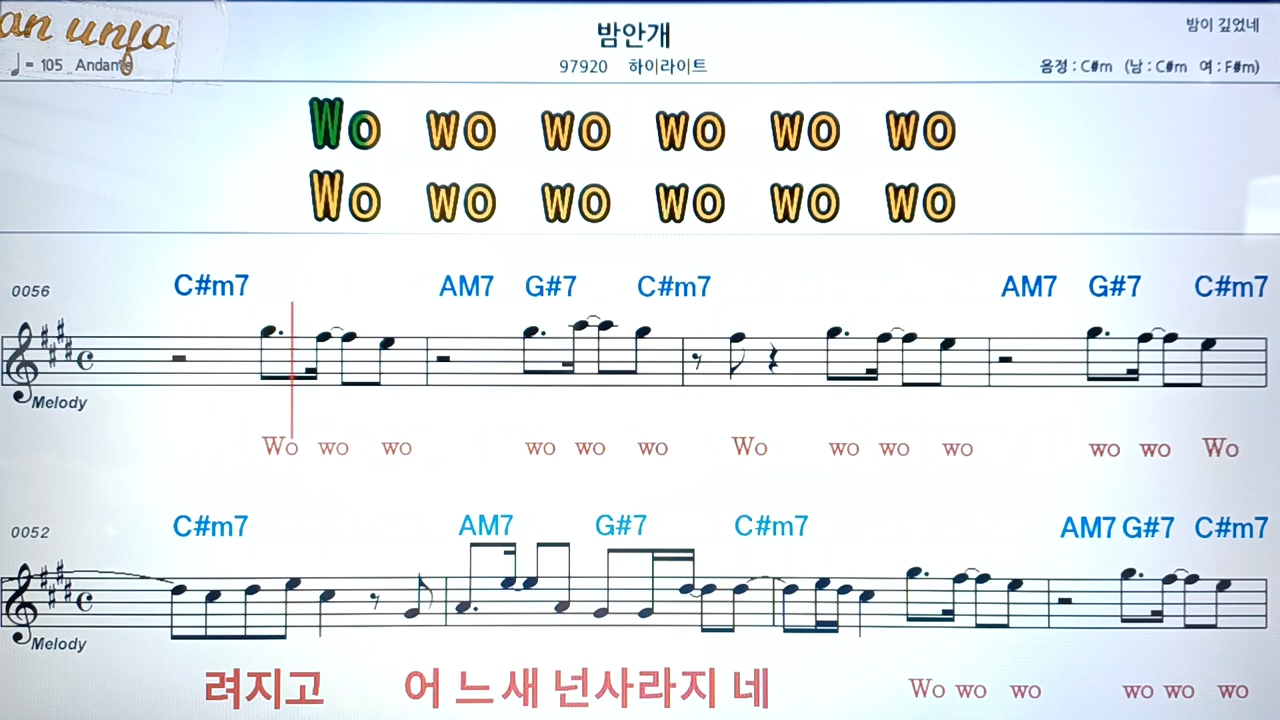 an unfa
밤안개
밤이 깊었네
♩= 105 Andante
97920 하이라이트
음정 : C#m (남 : C#m 여 : F#m)
Wo wo wo wo wo wo
Wo wo wo wo wo wo
C#m7 AM7 G#7 C#m7 AM7 G#7 C#m7
0056
Melody
Wo wo wo wo wo wo Wo wo wo wo wo wo Wo
C#m7 AM7 G#7 C#m7 AM7 G#7 C#m7
0052
Melody
려지고 어 느새 넌사라지 네 Wo wo wo wo wo wo